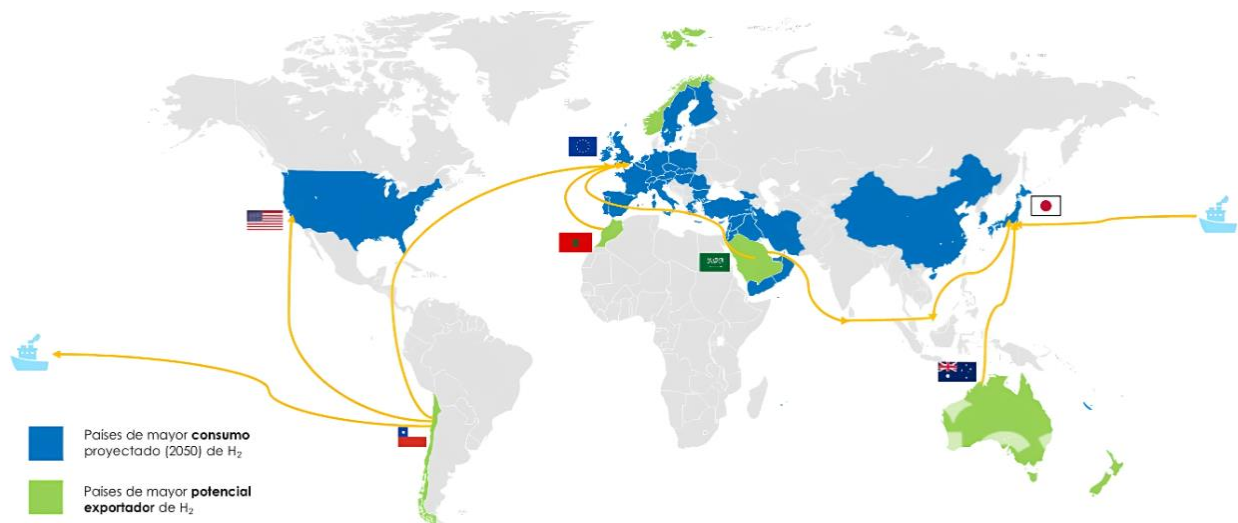 Países de mayor consumo
proyectado (2050) de H₂
Países de mayor potencial
exportador de H₂